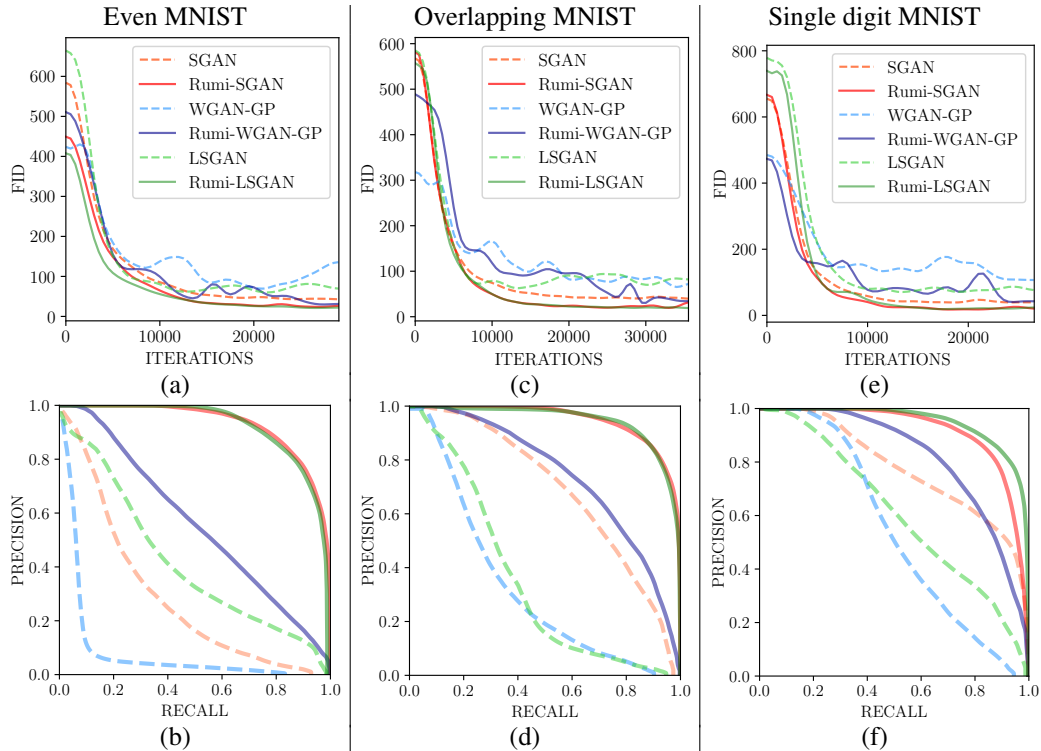 Even MNIST
Overlapping MNIST
Single digit MNIST
FID
600
500
400
300
200
100
0
SGAN
Rumi-SGAN
WGAN-GP
Rumi-WGAN-GP
LSGAN
Rumi-LSGAN
0 10000 20000
ITERATIONS
(a)
600
500
400
300
200
100
0
SGAN
Rumi-SGAN
WGAN-GP
Rumi-WGAN-GP
LSGAN
Rumi-LSGAN
0 10000 20000 30000
ITERATIONS
(c)
FID
800
600
400
200
0
SGAN
Rumi-SGAN
WGAN-GP
Rumi-WGAN-GP
LSGAN
Rumi-LSGAN
0 10000 20000
ITERATIONS
(e)
PRECISION
1.0
0.8
0.6
0.4
0.2
0.0
0.0 0.2 0.4 0.6 0.8 1.0
RECALL
(b)
PRECISION
1.0
0.8
0.6
0.4
0.2
0.0
0.0 0.2 0.4 0.6 0.8 1.0
RECALL
(d)
PRECISION
1.0
0.8
0.6
0.4
0.2
0.0
0.0 0.2 0.4 0.6 0.8 1.0
RECALL
(f)